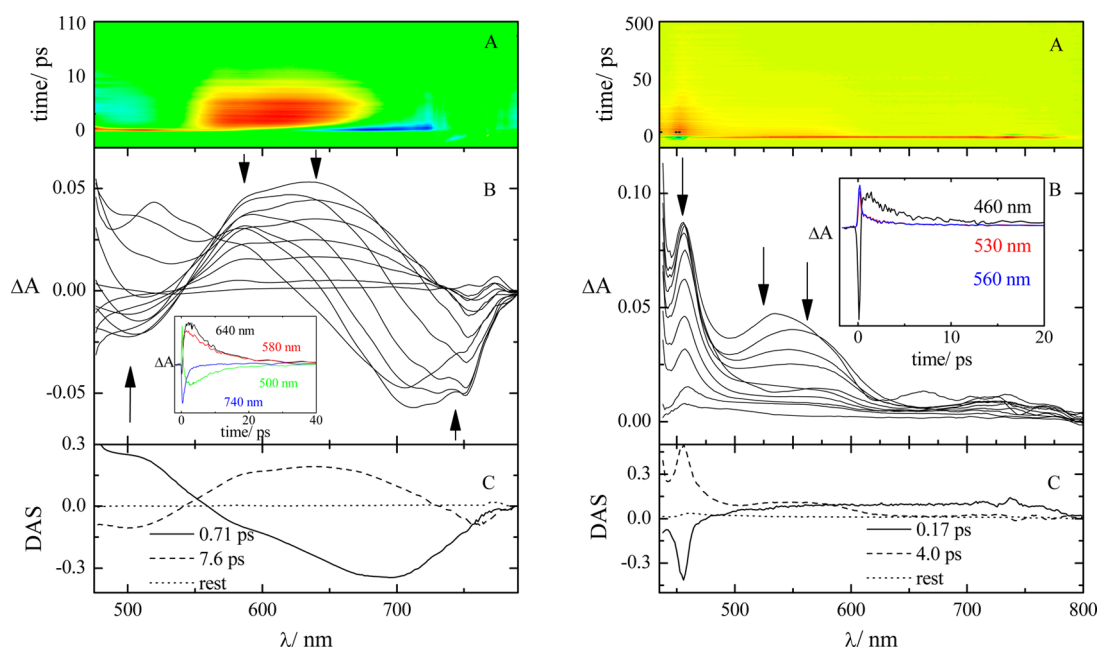 110
10
0
time/ ps
A
0.05
0.00
-0.05
ΔA
B
ΔA
640 nm
580 nm
500 nm
740 nm
0 20 40
time/ ps
0.3
0.0
-0.3
DAS
C
0.71 ps
7.6 ps
rest
500 600 700
λ/ nm
500
50
0
time/ ps
A
0.10
0.05
0.00
ΔA
B
ΔA
460 nm
530 nm
560 nm
0 10 20
time/ ps
0.5
0.0
-0.5
DAS
C
0.17 ps
4.0 ps
rest
500 600 700 800
λ/ nm